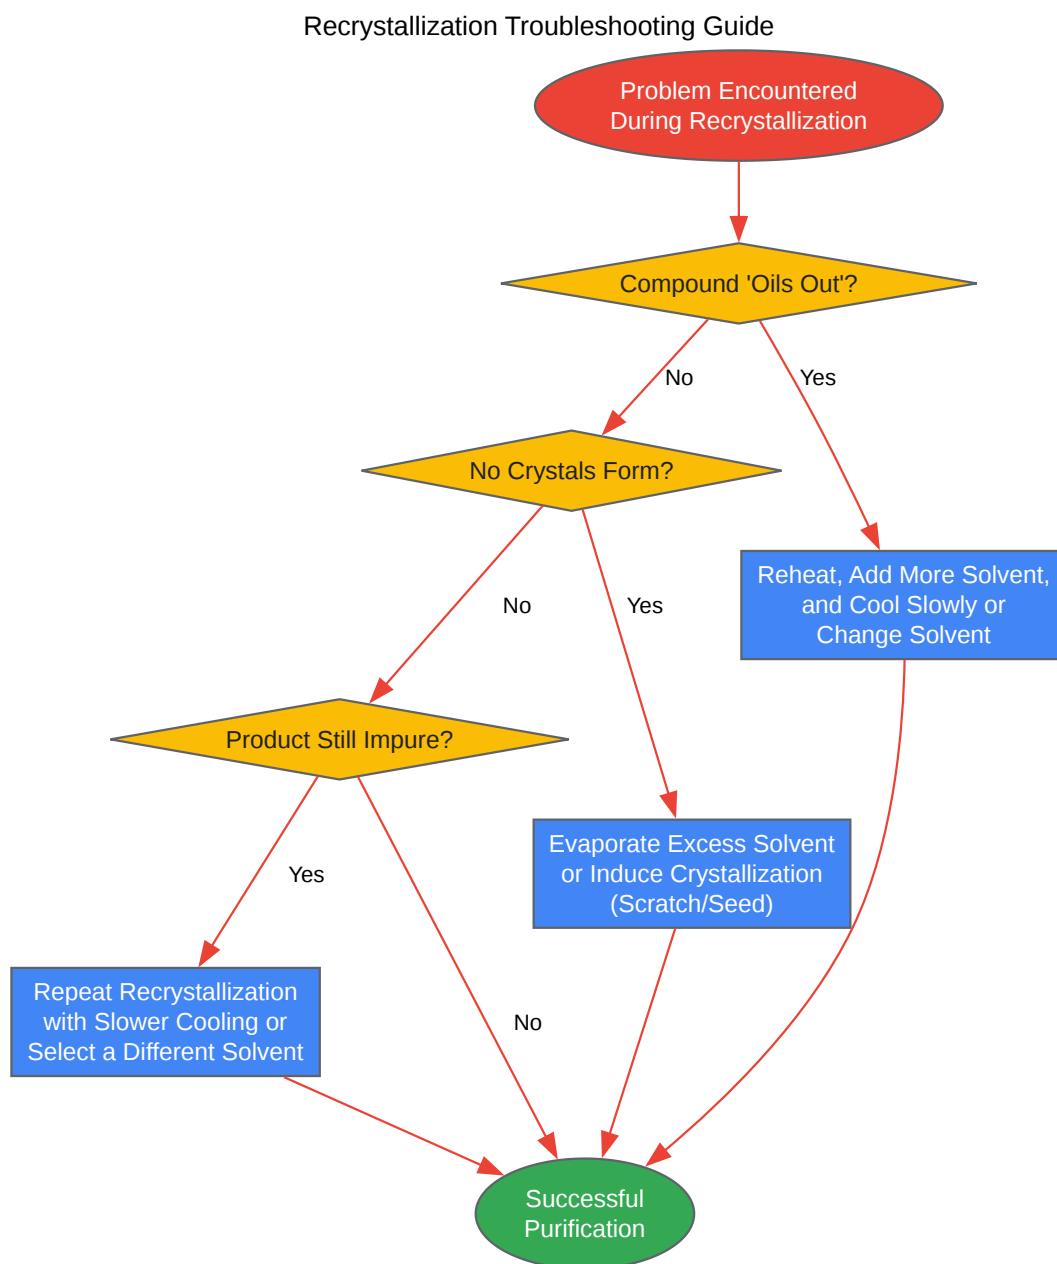 Recrystallization Troubleshooting Guide
Problem Encountered
During Recrystallization
Compound 'Oils Out'?
No
Yes
No Crystals Form?
Reheat, Add More Solvent,
and Cool Slowly or
Change Solvent
No
Yes
Product Still Impure?
Evaporate Excess Solvent
or Induce Crystallization
(Scratch/Seed)
Yes
No
Repeat Recrystallization
with Slower Cooling or
Select a Different Solvent
Successful
Purification